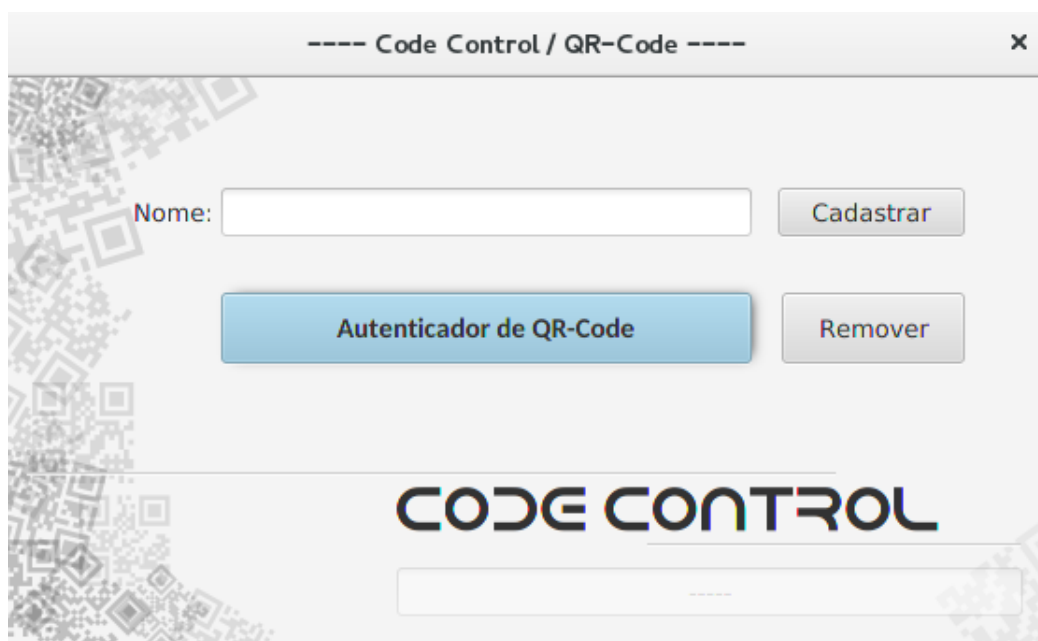 ---- Code Control / QR-Code ----
Nome:
Cadastrar
Autenticador de QR-Code
Remover
CODE CONTROL
-----